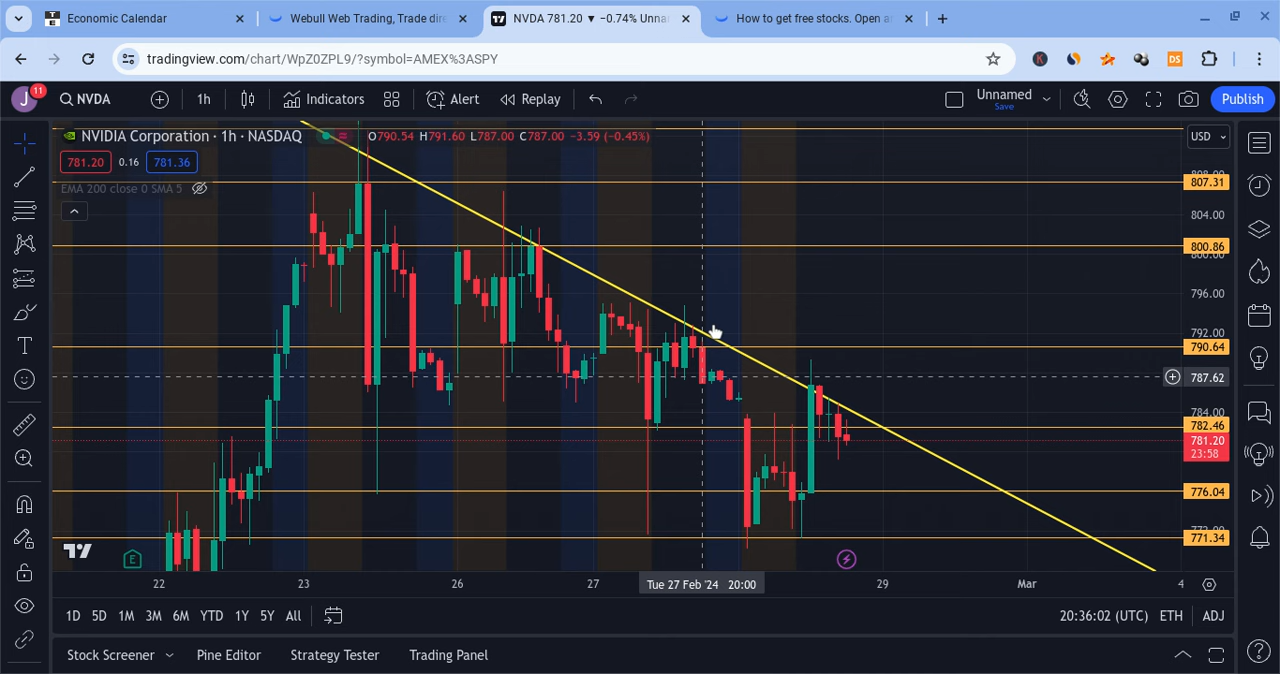 Economic Calendar
Webull Web Trading, Trade dire
NVDA 781.20 ▼ −0.74% Unna
How to get free stocks. Open a
tradingview.com/chart/WpZ0ZPL9/?symbol=AMEX%3ASPY
K
DS
J
11
NVDA
1h
Indicators
Alert
Replay
Unnamed
Save
Publish
NVIDIA Corporation · 1h · NASDAQ
O790.54 H791.60 L787.00 C787.00 −3.59 (−0.45%)
USD
781.20
0.16
781.36
EMA 200 close 0 SMA 5
807.31
804.00
800.86
796.00
792.00
790.64
787.62
784.00
782.46
781.20
23:58
776.04
771.34
E
22
23
26
27
Tue 27 Feb '24 20:00
29
Mar
4
1D 5D 1M 3M 6M YTD 1Y 5Y All
20:36:02 (UTC) ETH ADJ
Stock Screener
Pine Editor
Strategy Tester
Trading Panel